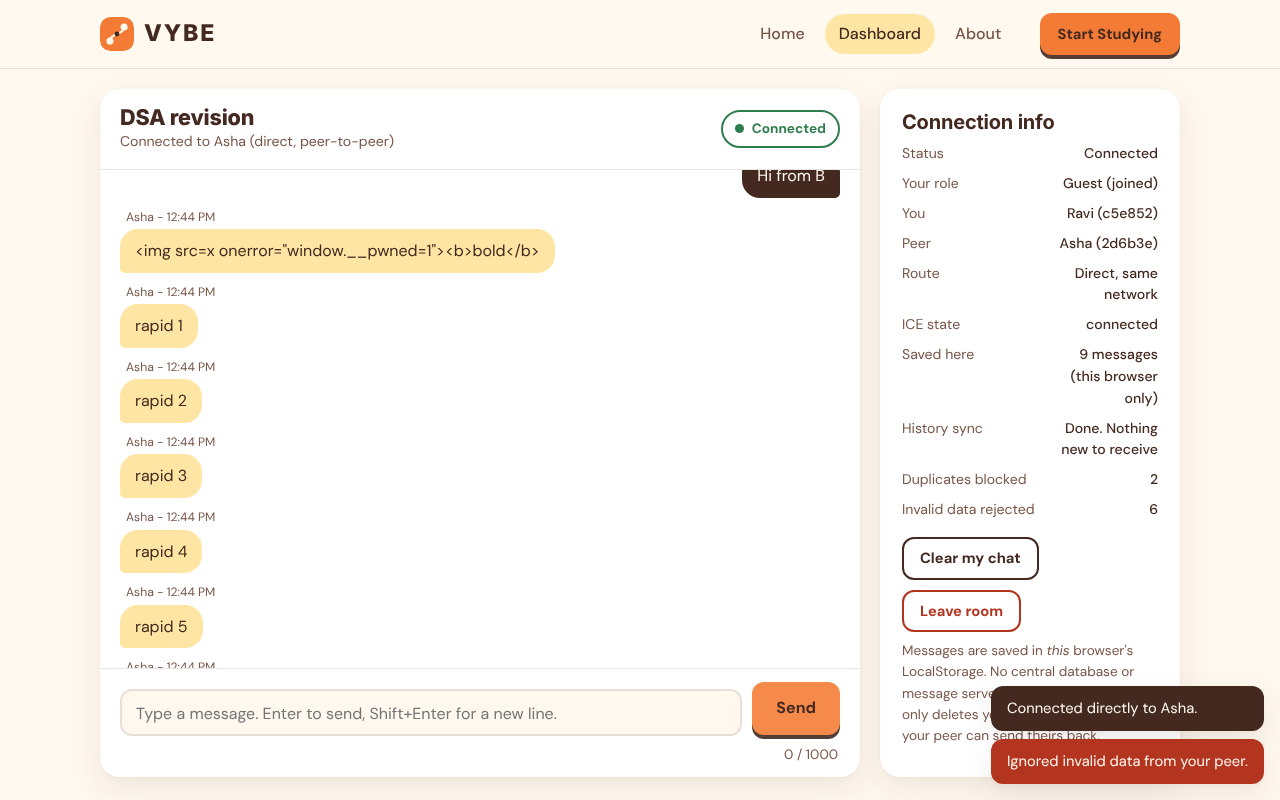 VYBE
Home
Dashboard
About
Start Studying
DSA revision
Connected to Asha (direct, peer-to-peer)
Connected
Hi from B
Asha - 12:44 PM
<img src=x onerror="window.__pwned=1"><b>bold</b>
Asha - 12:44 PM
rapid 1
Asha - 12:44 PM
rapid 2
Asha - 12:44 PM
rapid 3
Asha - 12:44 PM
rapid 4
Asha - 12:44 PM
rapid 5
Asha - 12:44 PM
Type a message. Enter to send, Shift+Enter for a new line.
Send
0 / 1000
Connection info
Status
Connected
Your role
Guest (joined)
You
Ravi (c5e852)
Peer
Asha (2d6b3e)
Route
Direct, same
network
ICE state
connected
Saved here
9 messages
(this browser
only)
History sync
Done. Nothing
new to receive
Duplicates blocked
2
Invalid data rejected
6
Clear my chat
Leave room
Messages are saved in this browser's
LocalStorage. No central database or
message serve
only deletes y
your peer can send theirs back.
Connected directly to Asha.
Ignored invalid data from your peer.